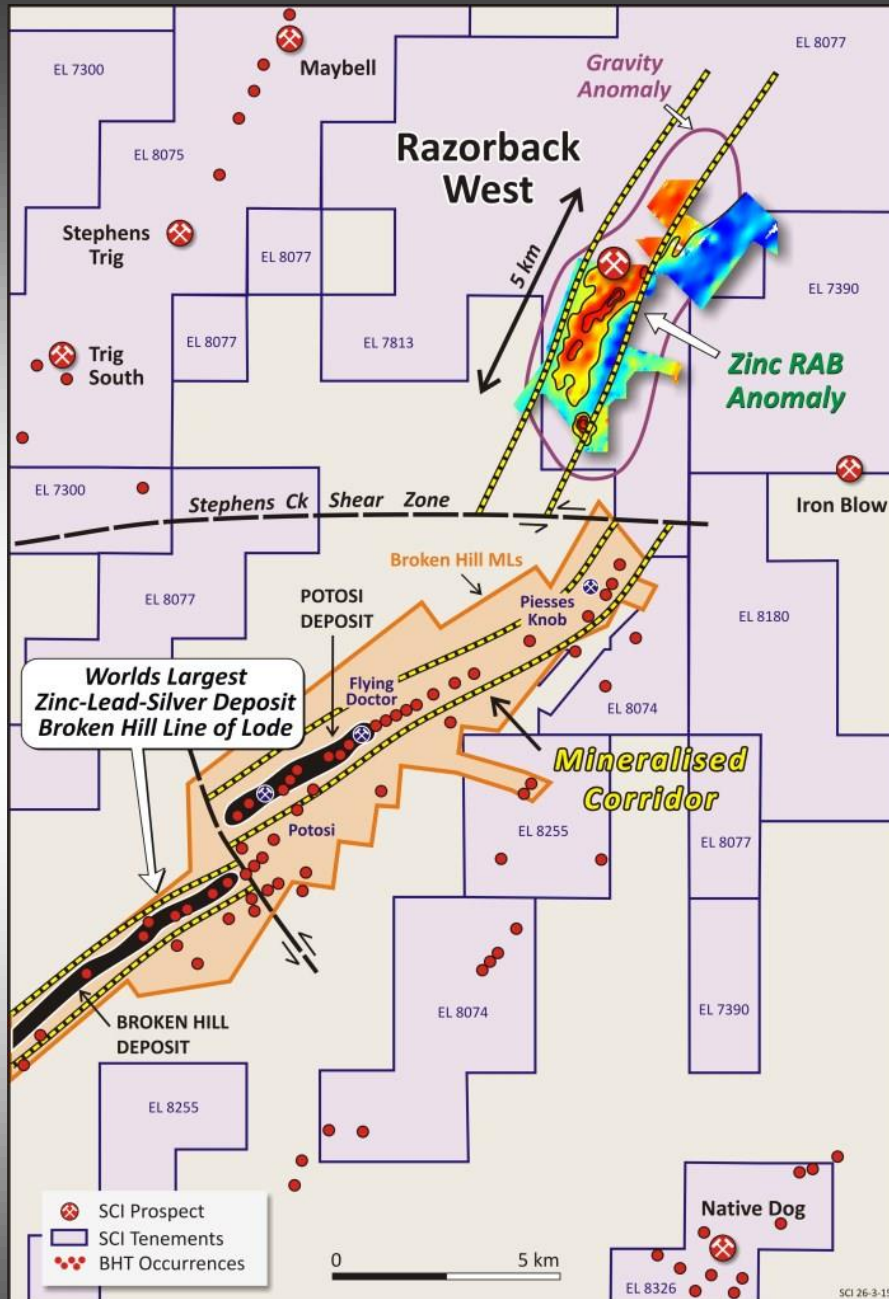 EL 7300
Maybell
EL 8077
Gravity
Anomaly
EL 8075
Razorback
West
Stephens
Trig
EL 8077
5 km
EL 7390
EL 8077
EL 7813
Trig
South
Zinc RAB
Anomaly
EL 7300
Stephens Ck Shear Zone
Iron Blow
Broken Hill MLs
EL 8077
POTOSI
DEPOSIT
Piesses
Knob
EL 8180
Worlds Largest
Zinc-Lead-Silver Deposit
Broken Hill Line of Lode
Flying
Doctor
EL 8074
Mineralised
Corridor
Potosi
EL 8255
EL 8077
EL 8074
EL 7390
BROKEN HILL
DEPOSIT
EL 8255
SCI Prospect
SCI Tenements
BHT Occurrences
0 5 km
Native Dog
EL 8326